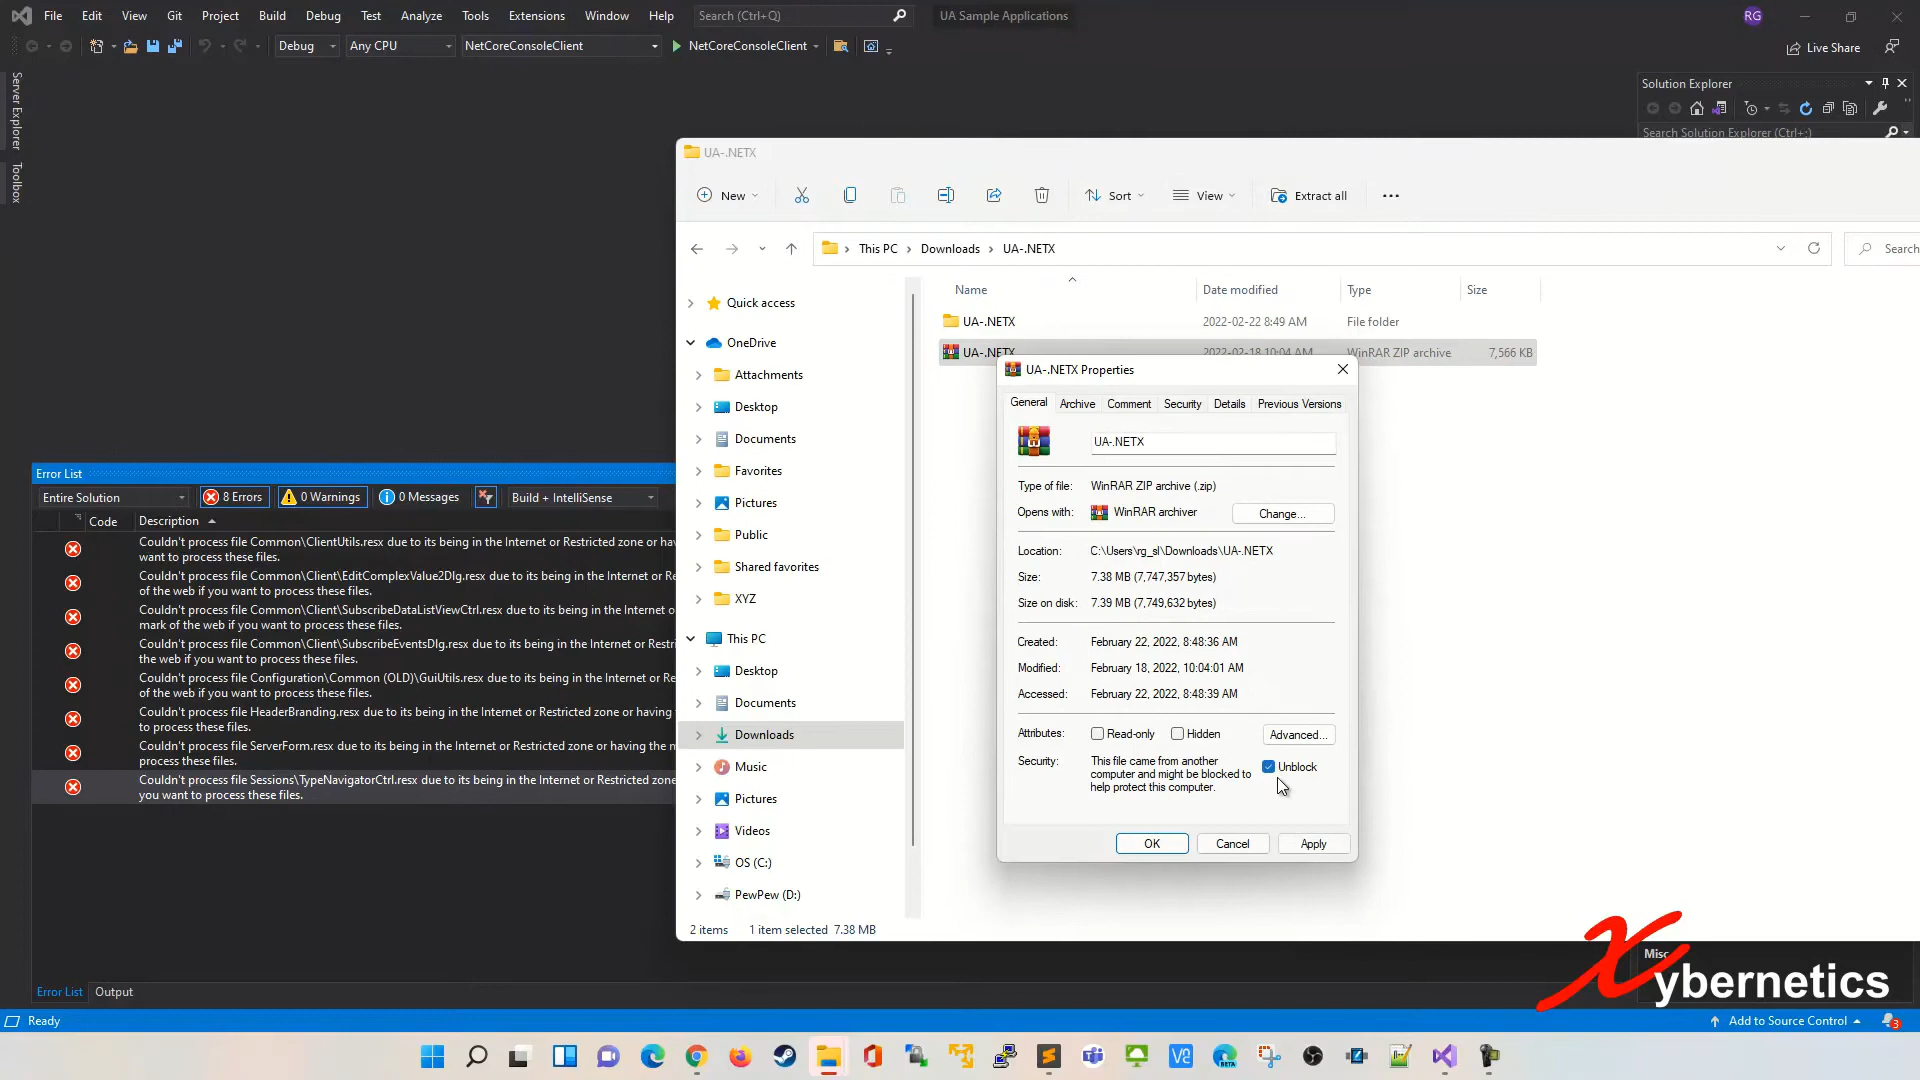 File Edit View Git Project Build Debug Test Analyze Tools Extensions Window Help Search (Ctrl+Q) UA Sample Applications RG
Debug Any CPU NetCoreConsoleClient NetCoreConsoleClient Live Share
Server Explorer
Toolbox
Solution Explorer
Search Solution Explorer (Ctrl+;)
UA-.NETX
New Sort View Extract all
This PC Downloads UA-.NETX Search
Name Date modified Type Size
UA-.NETX 2022-02-22 8:49 AM File folder
UA-.NETX 2022-02-18 10:04 AM WinRAR ZIP archive 7,566 KB
Quick access
OneDrive
Attachments
Desktop
Documents
Favorites
Pictures
Public
Shared favorites
XYZ
This PC
Desktop
Documents
Downloads
Music
Pictures
Videos
OS (C:)
PewPew (D:)
2 items 1 item selected 7.38 MB
UA-.NETX Properties
General Archive Comment Security Details Previous Versions
UA-.NETX
Type of file: WinRAR ZIP archive (.zip)
Opens with: WinRAR archiver Change...
Location: C:\Users\rg_sl\Downloads\UA-.NETX
Size: 7.38 MB (7,747,357 bytes)
Size on disk: 7.39 MB (7,749,632 bytes)
Created: February 22, 2022, 8:48:36 AM
Modified: February 18, 2022, 10:04:01 AM
Accessed: February 22, 2022, 8:48:39 AM
Attributes: Read-only Hidden Advanced...
Security: This file came from another Unblock
computer and might be blocked to
help protect this computer.
OK Cancel Apply
Error List
Entire Solution 8 Errors 0 Warnings 0 Messages Build + IntelliSense
Code Description
Couldn't process file Common\ClientUtils.resx due to its being in the Internet or Restricted zone or hav
want to process these files.
Couldn't process file Common\Client\EditComplexValue2Dlg.resx due to its being in the Internet or Re
of the web if you want to process these files.
Couldn't process file Common\Client\SubscribeDataListViewCtrl.resx due to its being in the Internet o
mark of the web if you want to process these files.
Couldn't process file Common\Client\SubscribeEventsDlg.resx due to its being in the Internet or Restri
the web if you want to process these files.
Couldn't process file Configuration\Common (OLD)\GuiUtils.resx due to its being in the Internet or Re
of the web if you want to process these files.
Couldn't process file HeaderBranding.resx due to its being in the Internet or Restricted zone or having
to process these files.
Couldn't process file ServerForm.resx due to its being in the Internet or Restricted zone or having the n
process these files.
Couldn't process file Sessions\TypeNavigatorCtrl.resx due to its being in the Internet or Restricted zone
you want to process these files.
Misc
Xybernetics
Error List Output
Ready Add to Source Control 3